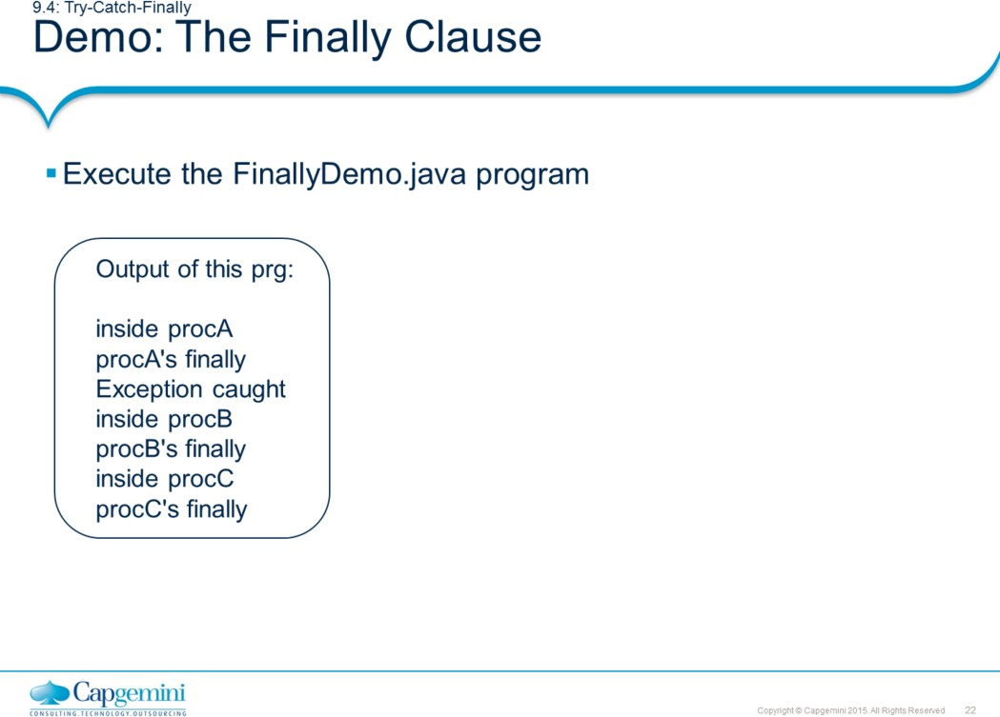 9.4: Try-Catch-Finally
Demo: The Finally Clause
Execute the FinallyDemo.java program
Output of this prg:
inside procA
procA's finally
Exception caught
inside procB
procB's finally
inside procC
procC's finally
Capgemini
CONSULTING.TECHNOLOGY.OUTSOURCING
Copyright © Capgemini 2015. All Rights Reserved 22